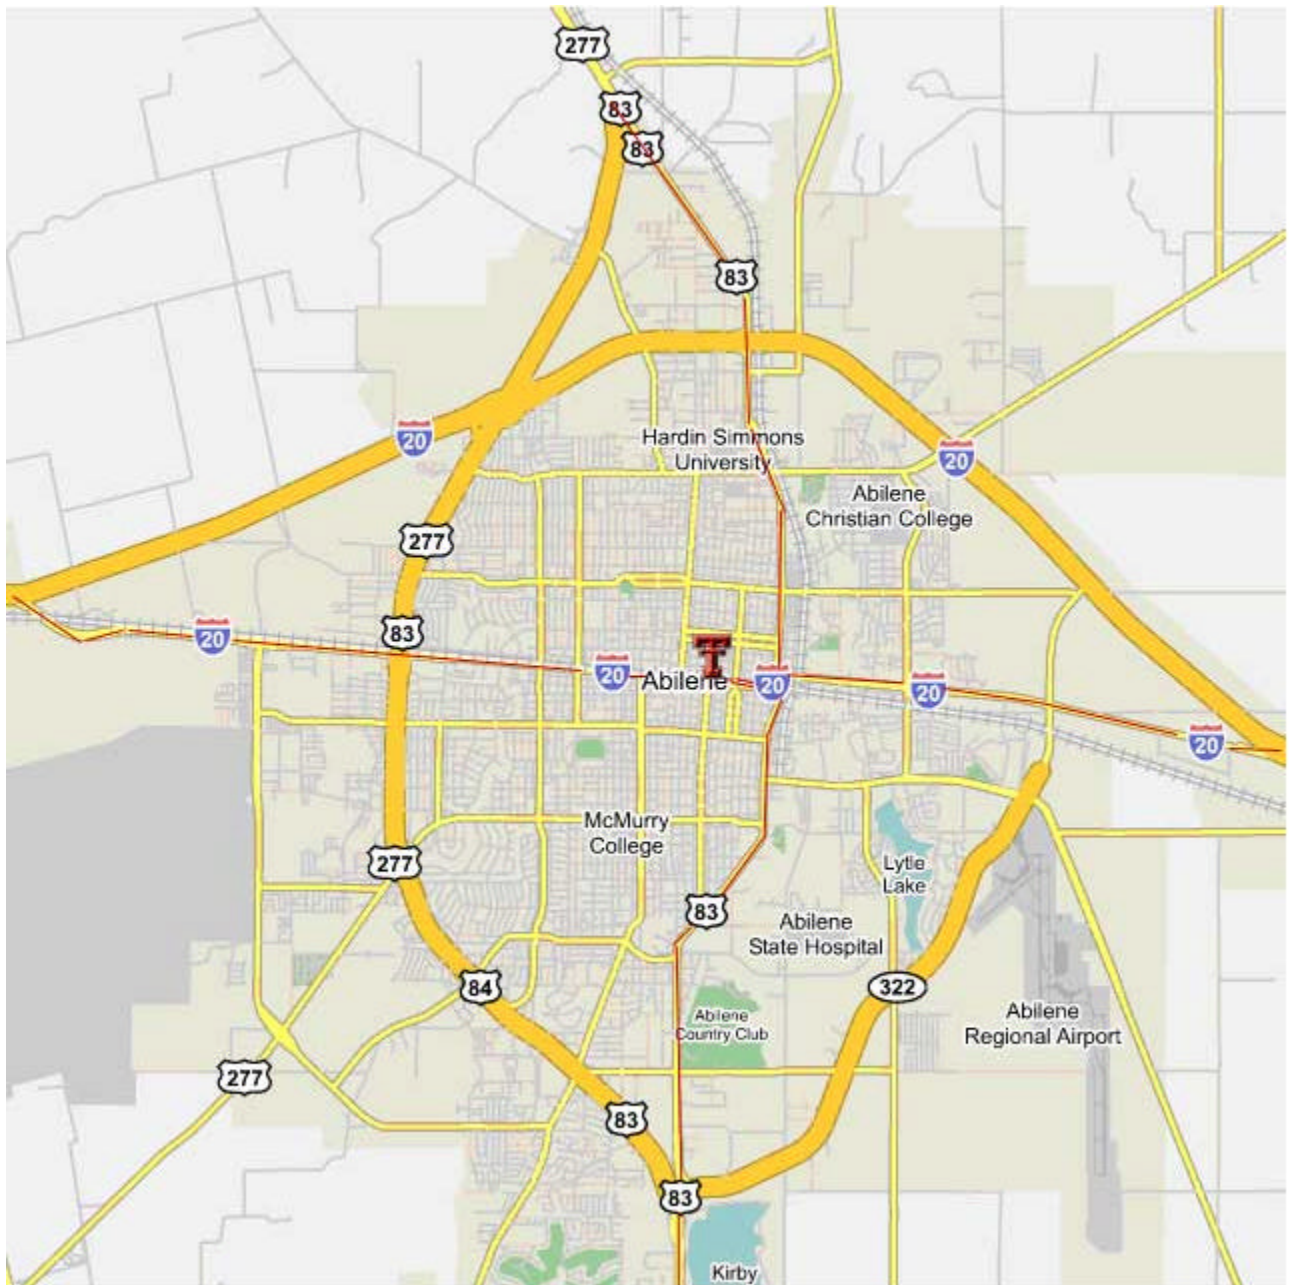 277
83
83
83
Hardin Simmons
University
20
20
Abilene
Christian College
277
83
20
20
Abilene
20
20
20
McMurry
College
277
Lytle
Lake
83
Abilene
State Hospital
84
322
Abilene
Country Club
Abilene
Regional Airport
277
83
83
Kirby